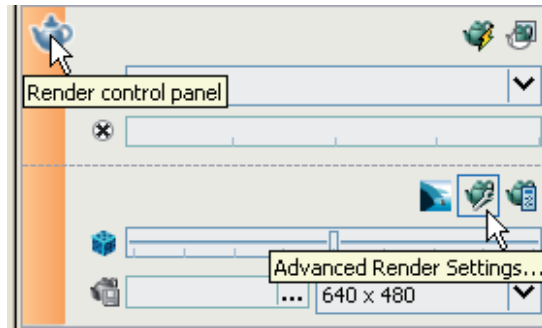 Render control panel
Advanced Render Settings...
...
640 x 480